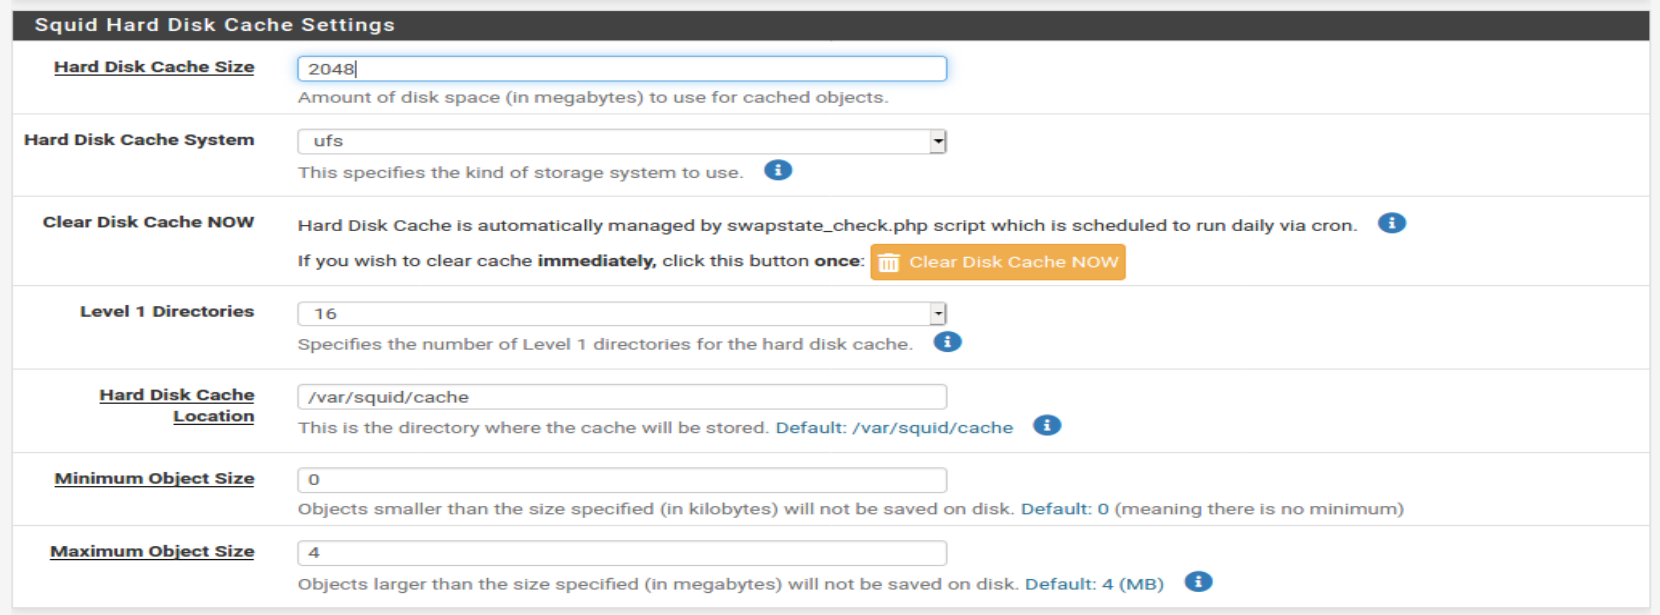 Squid Hard Disk Cache Settings
Hard Disk Cache Size
2048
Amount of disk space (in megabytes) to use for cached objects.
Hard Disk Cache System
ufs
This specifies the kind of storage system to use.
Clear Disk Cache NOW
Hard Disk Cache is automatically managed by swapstate_check.php script which is scheduled to run daily via cron.
If you wish to clear cache immediately, click this button once: Clear Disk Cache NOW
Level 1 Directories
16
Specifies the number of Level 1 directories for the hard disk cache.
Hard Disk Cache
Location
/var/squid/cache
This is the directory where the cache will be stored. Default: /var/squid/cache
Minimum Object Size
0
Objects smaller than the size specified (in kilobytes) will not be saved on disk. Default: 0 (meaning there is no minimum)
Maximum Object Size
4
Objects larger than the size specified (in megabytes) will not be saved on disk. Default: 4 (MB)